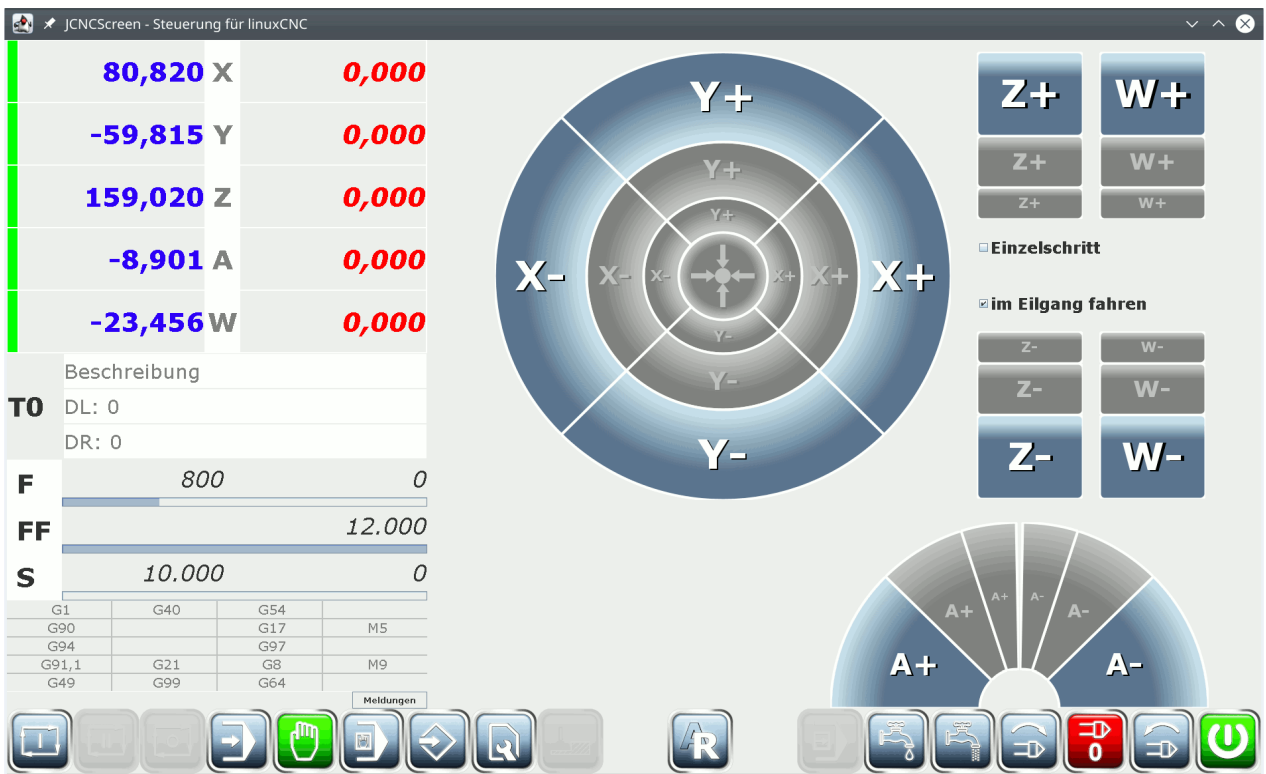 JCNCScreen - Steuerung für linuxCNC
80,820 X 0,000
-59,815 Y 0,000
159,020 Z 0,000
-8,901 A 0,000
-23,456 W 0,000
T0
Beschreibung
DL: 0
DR: 0
F 800 0
FF 12.000
S 10.000 0
G1 G40 G54
G90 G17 M5
G94 G97
G91,1 G21 G8 M9
G49 G99 G64
Meldungen
Y+
Y+
Y+
X- X- X- X+ X+ X+
Y-
Y-
Y-
Z+ W+
Z+ W+
Z+ W+
Einzelschritt
im Eilgang fahren
Z- W-
Z- W-
Z- W-
A+ A+ A+ A- A- A-
I
R
0